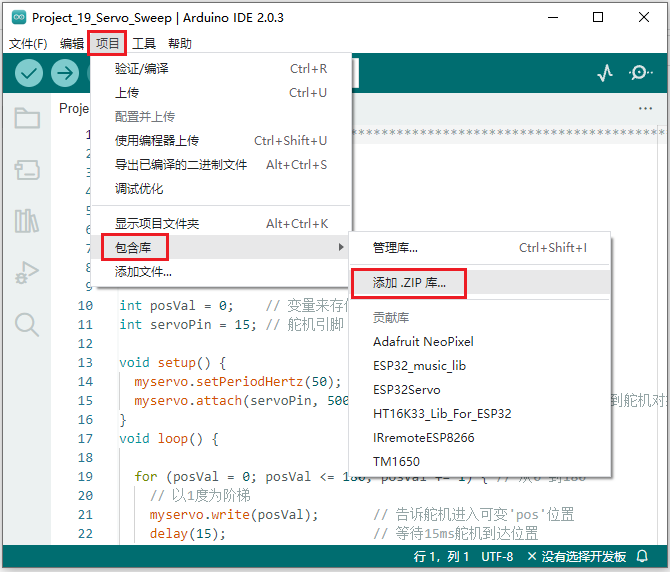 Project_19_Servo_Sweep | Arduino IDE 2.0.3
文件(F) 编辑 项目 工具 帮助
验证/编译 Ctrl+R
上传 Ctrl+U
配置并上传
使用编程器上传 Ctrl+Shift+U
导出已编译的二进制文件 Alt+Ctrl+S
调试优化
显示项目文件夹 Alt+Ctrl+K
包含库
添加文件...
管理库... Ctrl+Shift+I
添加 .ZIP 库...
贡献库
Adafruit NeoPixel
ESP32_music_lib
ESP32Servo
HT16K33_Lib_For_ESP32
IRremoteESP8266
TM1650
1 ************************************
2
3
4
7
9
10 int posVal = 0; // 变量来存
11 int servoPin = 15; // 舵机引脚
12
13 void setup() {
14 myservo.setPeriodHertz(50);
15 myservo.attach(servoPin, 500 到舵机对
16 }
17 void loop() {
18
19 for (posVal = 0; posVal <= 180; posVal += 1) { // 从0 到180
20 // 以1度为阶梯
21 myservo.write(posVal); // 告诉舵机进入可变'pos'位置
22 delay(15); // 等待15ms舵机到达位置
行 1，列 1 UTF-8 没有选择开发板